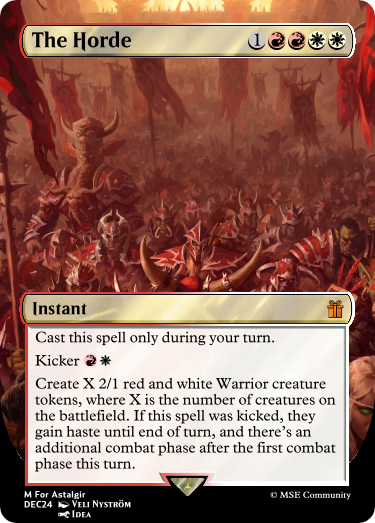 The Horde 1
Instant
Cast this spell only during your turn.
Kicker
Create X 2/1 red and white Warrior creature
tokens, where X is the number of creatures on
the battlefield. If this spell was kicked, they
gain haste until end of turn, and there's an
additional combat phase after the first combat
phase this turn.
M For Astalgir
DEC24 Veli Nyström
Idea
© MSE Community